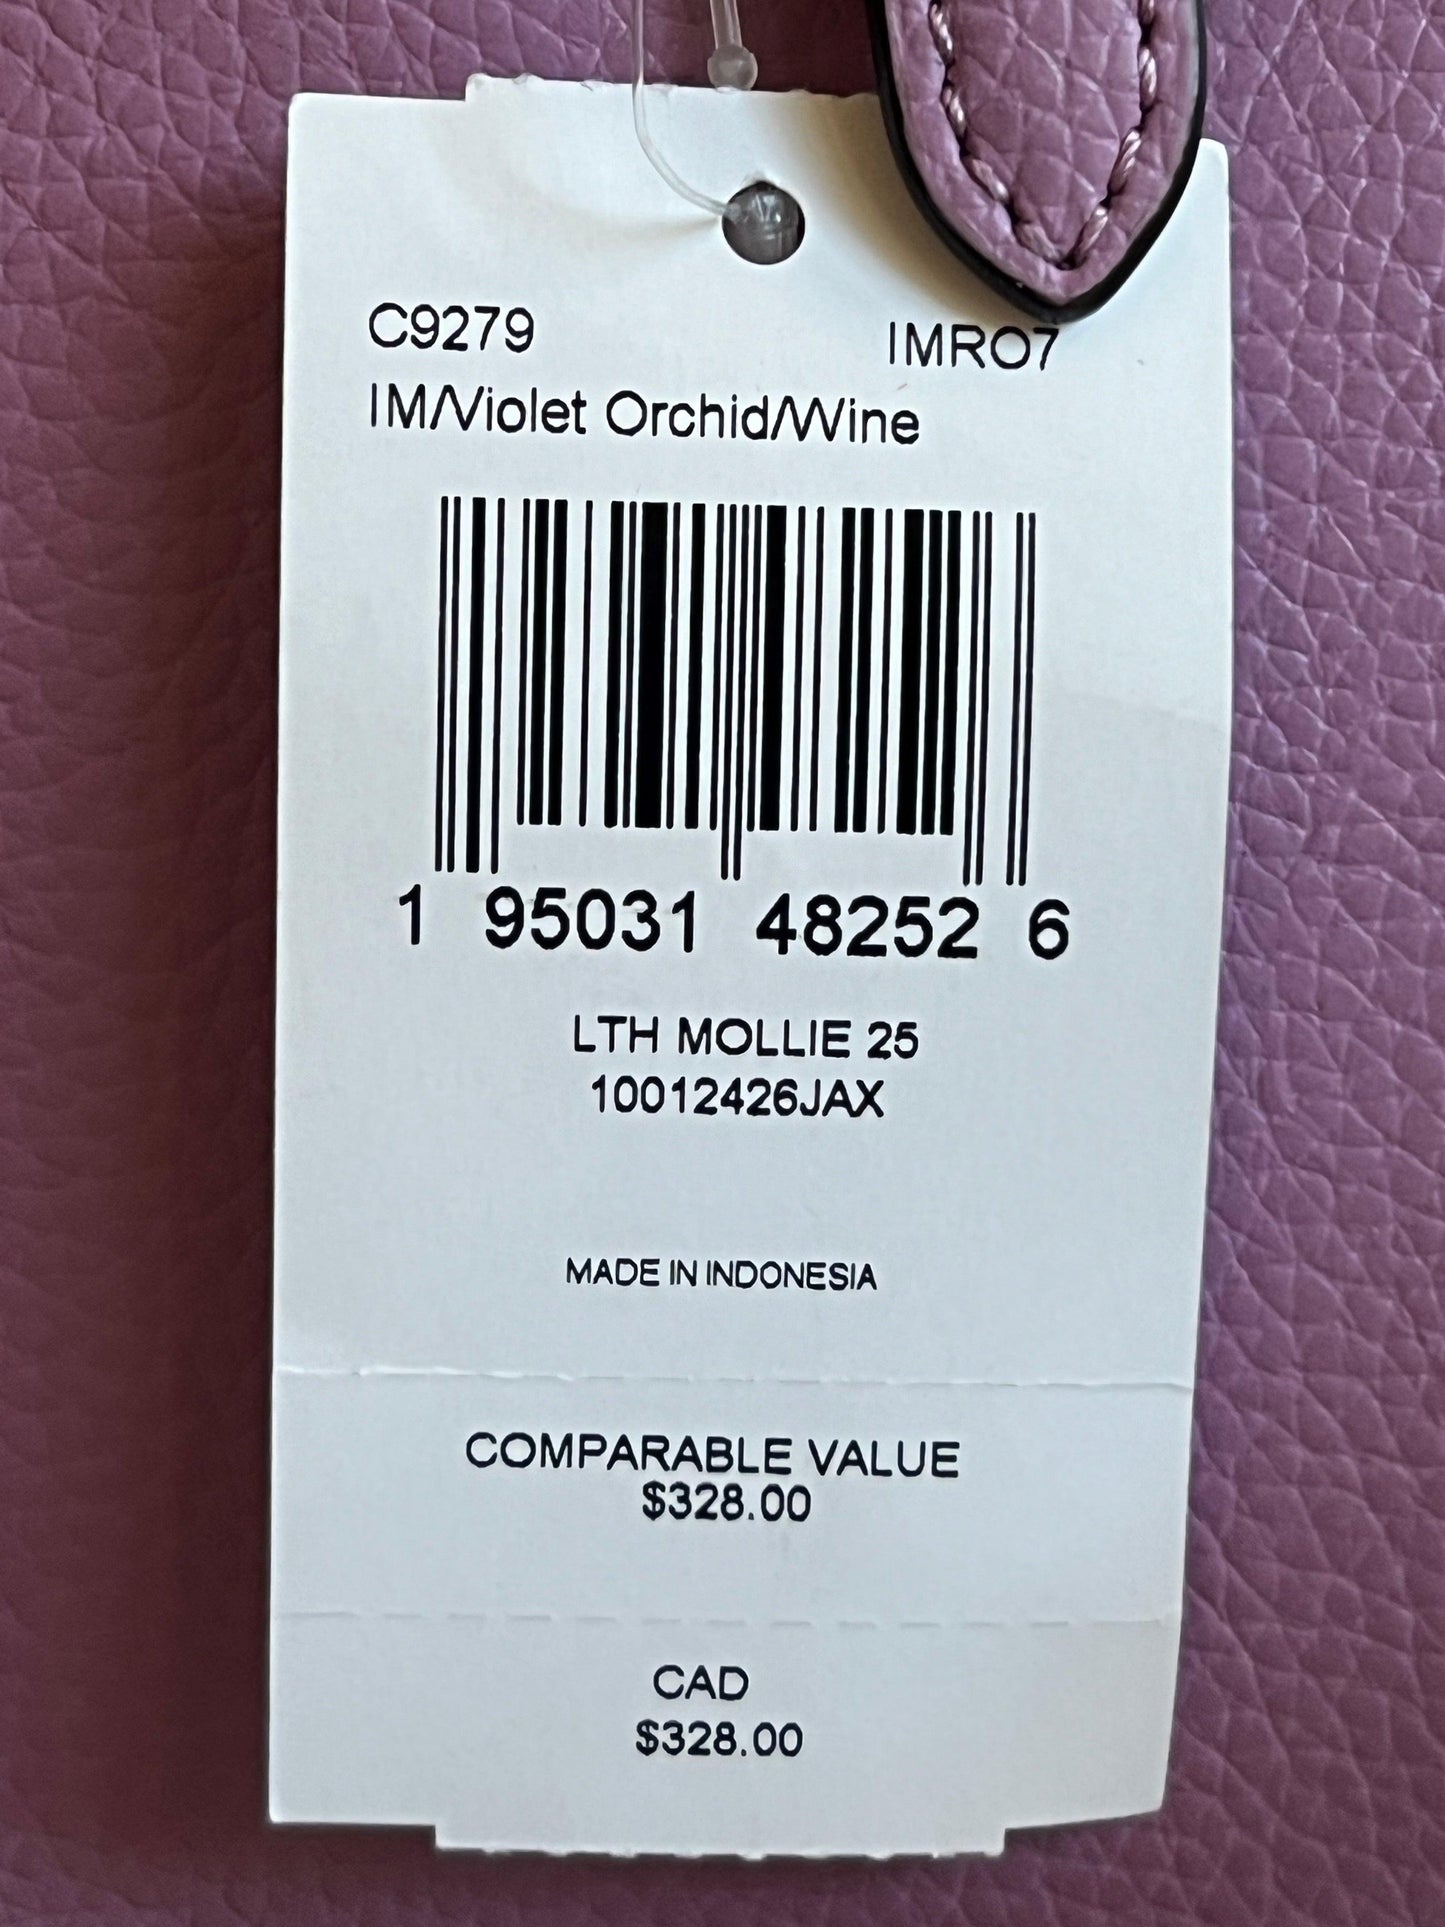 C9279 IMRO7
IM/Violet Orchid/Wine
1 95031 48252 6
LTH MOLLIE 25
10012426JAX
MADE IN INDONESIA
COMPARABLE VALUE
$328.00
CAD
$328.00